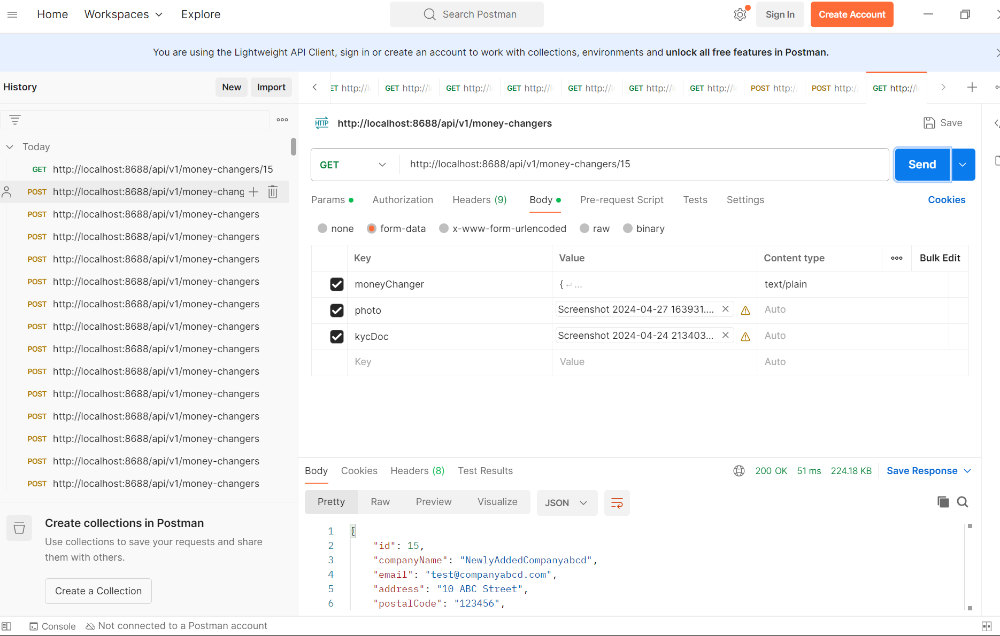 Home Workspaces Explore Search Postman Sign In Create Account
You are using the Lightweight API Client, sign in or create an account to work with collections, environments and unlock all free features in Postman.
History New Import
ET http://l GET http://l GET http://l GET http://l GET http://l GET http://l GET http://l POST http:/ POST http:/ GET http://l
Today
GET http://localhost:8688/api/v1/money-changers/15
POST http://localhost:8688/api/v1/money-chang
POST http://localhost:8688/api/v1/money-changers
POST http://localhost:8688/api/v1/money-changers
POST http://localhost:8688/api/v1/money-changers
POST http://localhost:8688/api/v1/money-changers
POST http://localhost:8688/api/v1/money-changers
POST http://localhost:8688/api/v1/money-changers
POST http://localhost:8688/api/v1/money-changers
POST http://localhost:8688/api/v1/money-changers
POST http://localhost:8688/api/v1/money-changers
POST http://localhost:8688/api/v1/money-changers
POST http://localhost:8688/api/v1/money-changers
POST http://localhost:8688/api/v1/money-changers
POST http://localhost:8688/api/v1/money-changers
Create collections in Postman
Use collections to save your requests and share
them with others.
Create a Collection
HTTP http://localhost:8688/api/v1/money-changers Save
GET http://localhost:8688/api/v1/money-changers/15 Send
Params Authorization Headers (9) Body Pre-request Script Tests Settings Cookies
none form-data x-www-form-urlencoded raw binary
Key Value Content type Bulk Edit
moneyChanger { ↵ ... text/plain
photo Screenshot 2024-04-27 163931.... Auto
kycDoc Screenshot 2024-04-24 213403... Auto
Key Value Auto
Body Cookies Headers (8) Test Results 200 OK 51 ms 224.18 KB Save Response
Pretty Raw Preview Visualize JSON
1 {
2 "id": 15,
3 "companyName": "NewlyAddedCompanyabcd",
4 "email": "test@companyabcd.com",
5 "address": "10 ABC Street",
6 "postalCode": "123456",
Console Not connected to a Postman account